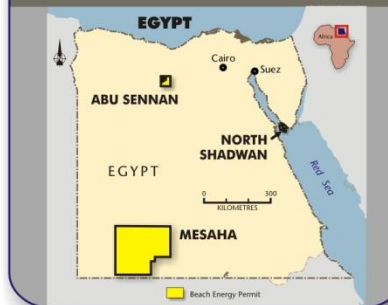 EGYPT
Africa
Cairo
Suez
ABU SENNAN
NORTH
SHADWAN
EGYPT
Red Sea
0 300
KILOMETRES
MESAHA
Beach Energy Permit